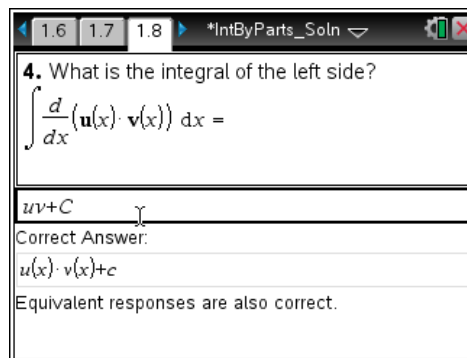 1.6 1.7 1.8 *IntByParts_Soln
4. What is the integral of the left side?
∫ d/dx (u(x)· v(x)) dx =
uv+C
Correct Answer:
u(x)· v(x)+c
Equivalent responses are also correct.